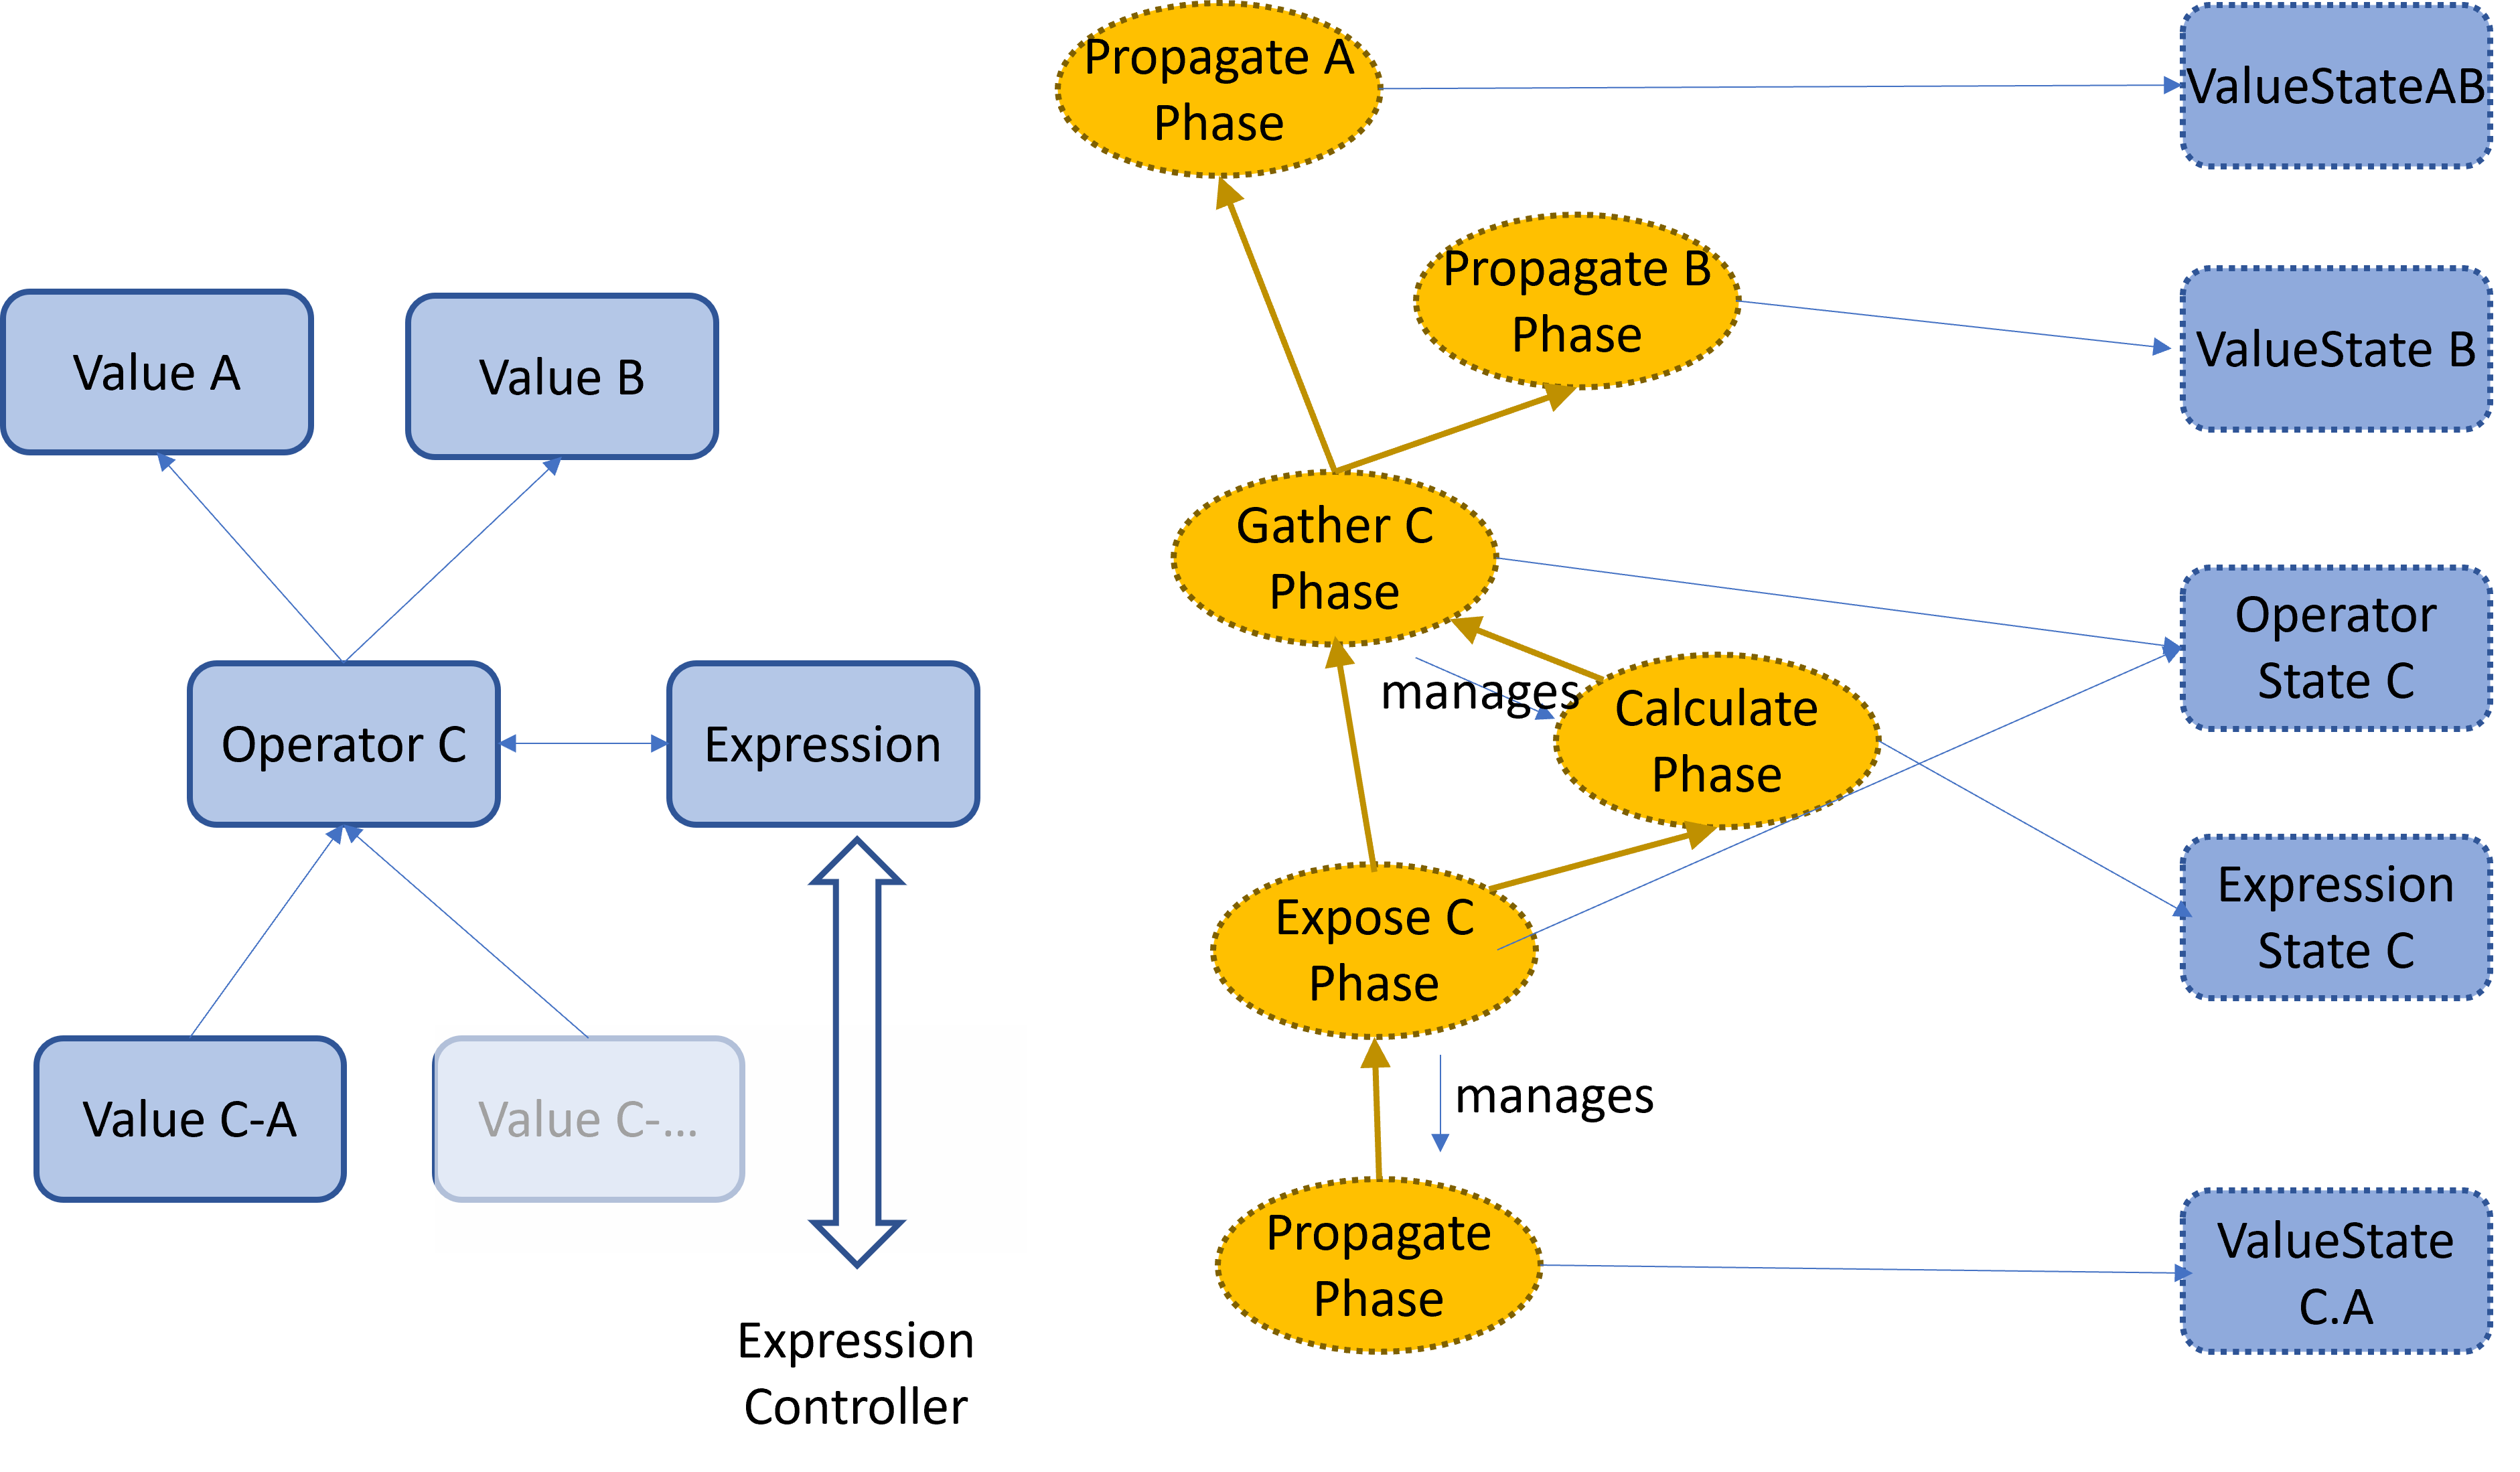 Propagate A
Phase
ValueStateAB
Propagate B
Phase
ValueState B
Value A
Value B
Gather C
Phase
Operator
State C
manages
Calculate
Phase
Operator C
Expression
Expression
State C
Expose C
Phase
manages
Value C-A
Value C-...
Propagate
Phase
ValueState
C.A
Expression
Controller